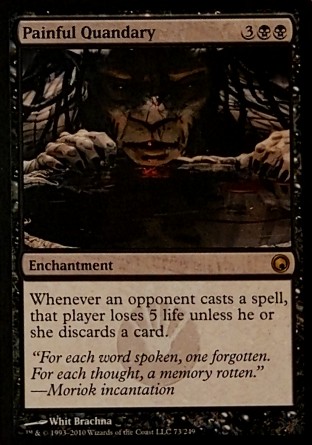 Painful Quandary 3
Enchantment
Whenever an opponent casts a spell,
that player loses 5 life unless he or
she discards a card.
“For each word spoken, one forgotten.
For each thought, a memory rotten.”
—Moriok incantation
Whit Brachna
™ & © 1993–2010 Wizards of the Coast LLC 73/249